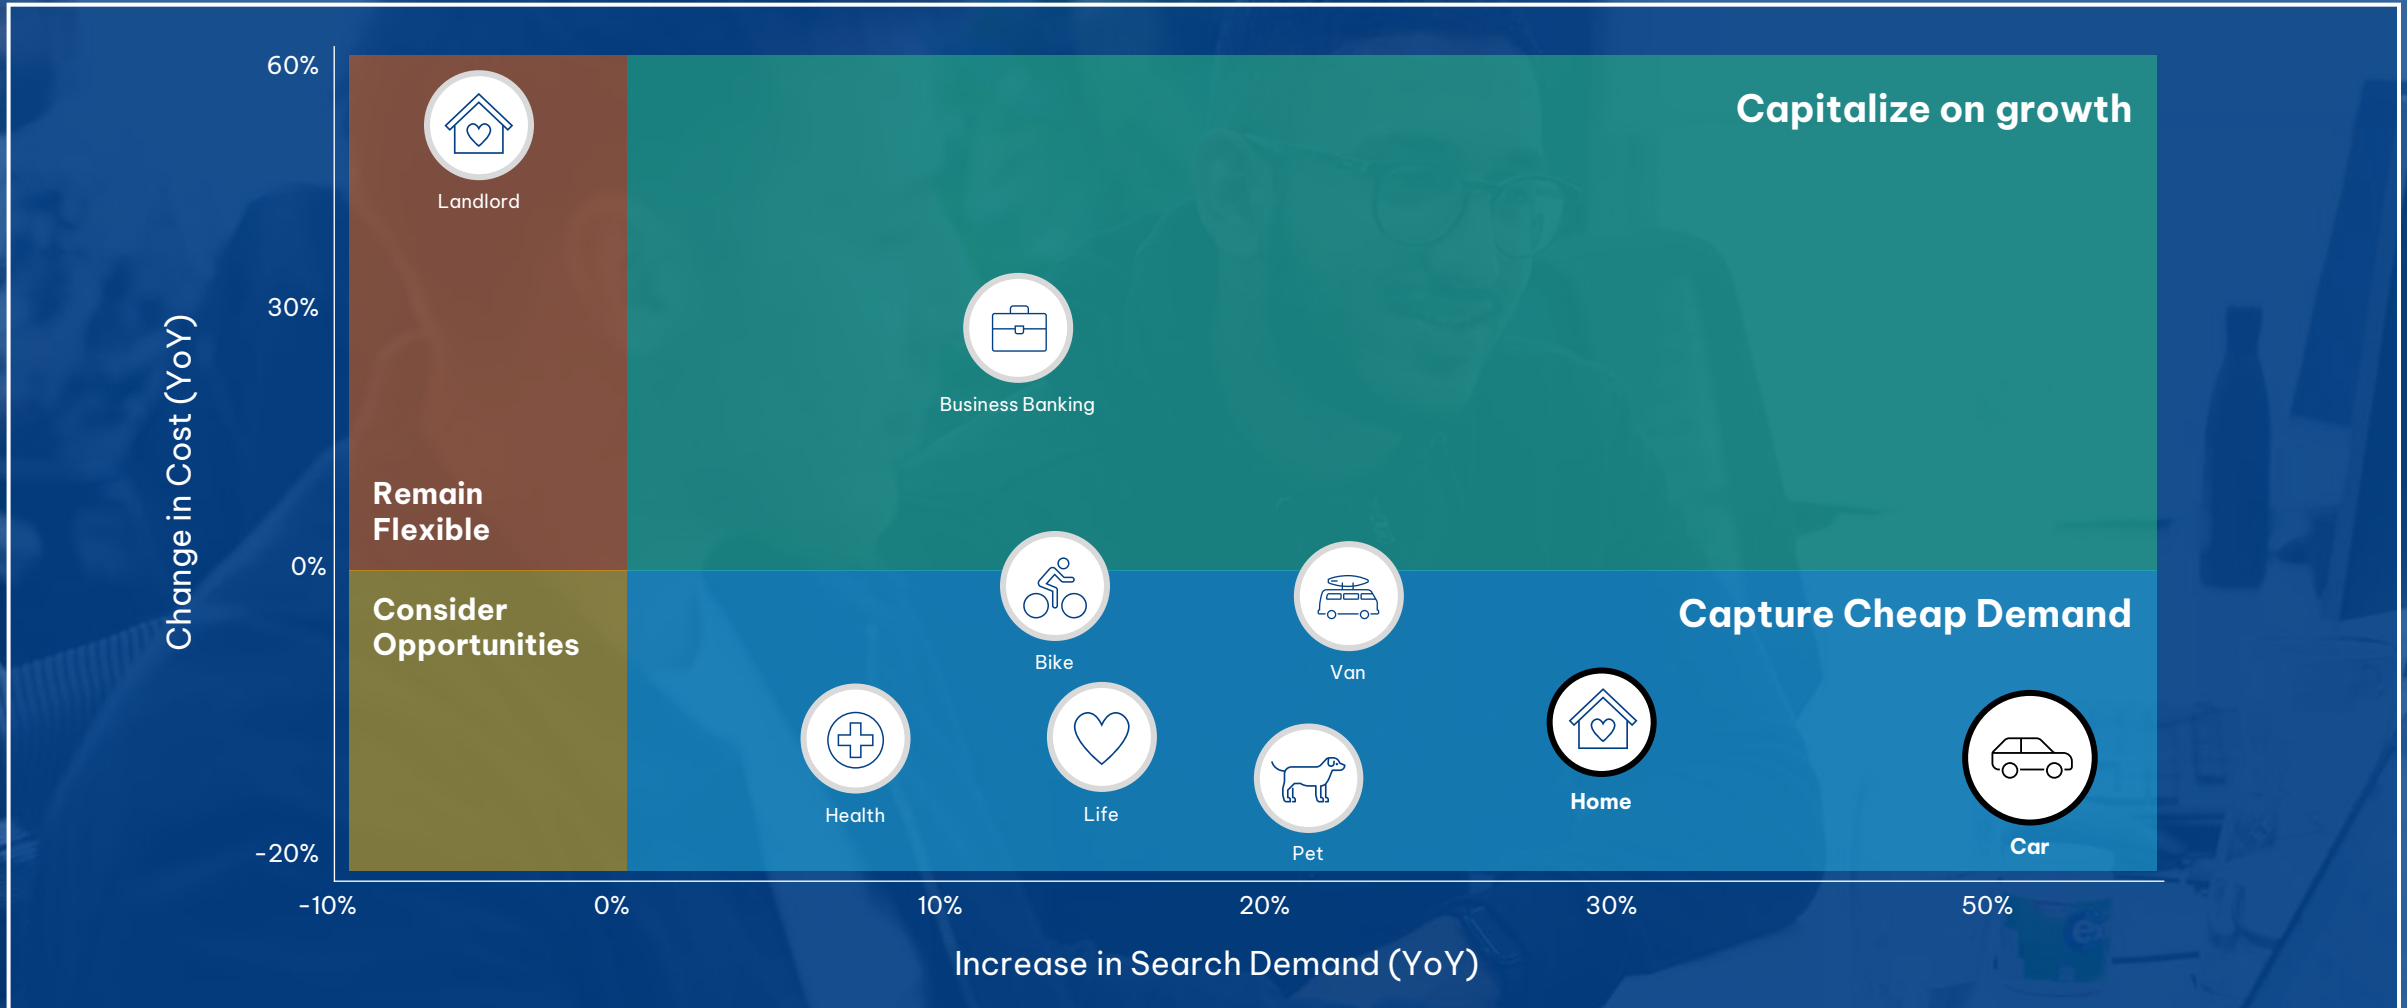 60%
Capitalize on growth
Landlord
30%
Business Banking
Change in Cost (YoY)
Remain
Flexible
0%
Consider
Opportunities
Capture Cheap Demand
Bike
Van
Home
Health
Life
Pet
Car
-20%
-10%
0%
10%
20%
30%
50%
Increase in Search Demand (YoY)